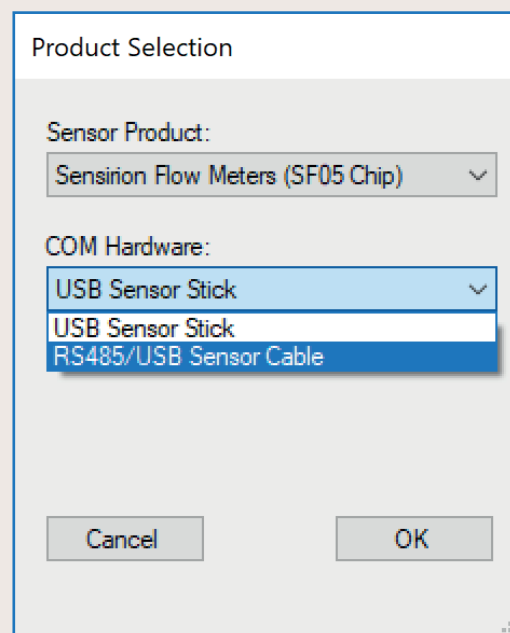 Product Selection
Sensor Product:
Sensirion Flow Meters (SF05 Chip)
COM Hardware:
USB Sensor Stick
USB Sensor Stick
RS485/USB Sensor Cable
Cancel
OK